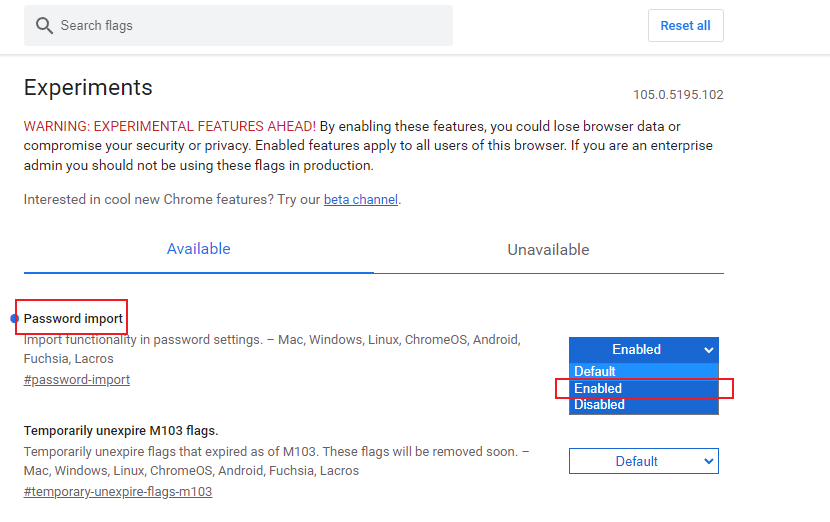 Search flags
Reset all
Experiments
105.0.5195.102
WARNING: EXPERIMENTAL FEATURES AHEAD! By enabling these features, you could lose browser data or
compromise your security or privacy. Enabled features apply to all users of this browser. If you are an enterprise
admin you should not be using these flags in production.
Interested in cool new Chrome features? Try our beta channel.
Available
Unavailable
Password import
Import functionality in password settings. – Mac, Windows, Linux, ChromeOS, Android,
Fuchsia, Lacros
#password-import
Enabled
Default
Enabled
Disabled
Temporarily unexpire M103 flags.
Temporarily unexpire flags that expired as of M103. These flags will be removed soon. –
Mac, Windows, Linux, ChromeOS, Android, Fuchsia, Lacros
#temporary-unexpire-flags-m103
Default